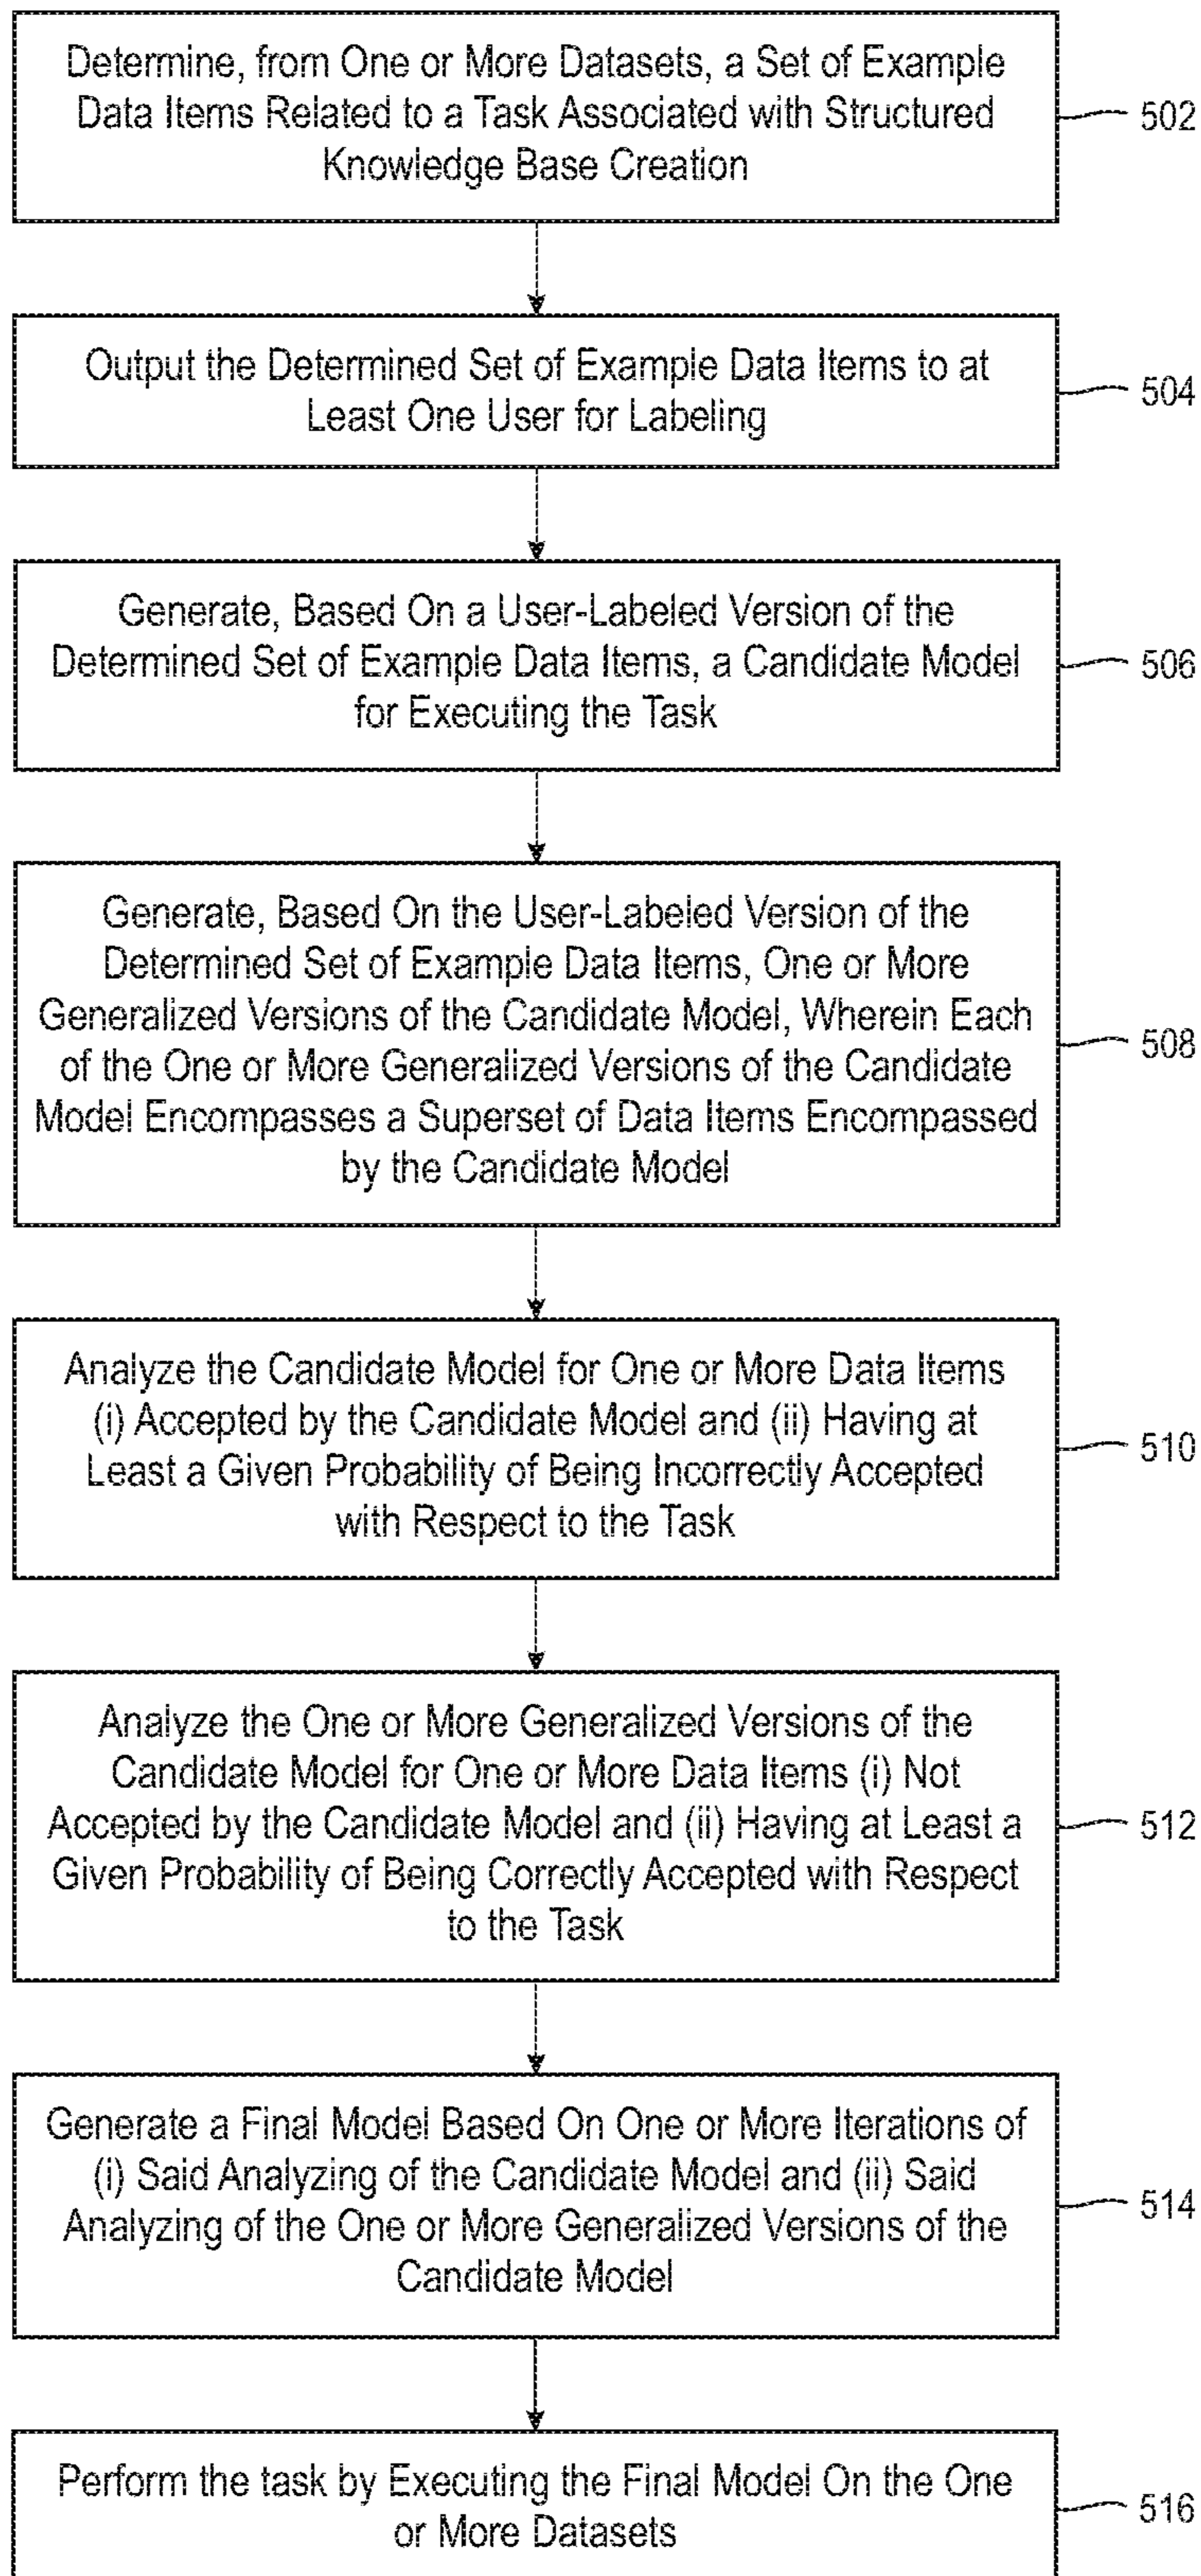 Determine, from One or More Datasets, a Set of Example
Data Items Related to a Task Associated with Structured
Knowledge Base Creation
502
Output the Determined Set of Example Data Items to at
Least One User for Labeling
504
Generate, Based On a User-Labeled Version of the
Determined Set of Example Data Items, a Candidate Model
for Executing the Task
506
Generate, Based On the User-Labeled Version of the
Determined Set of Example Data Items, One or More
Generalized Versions of the Candidate Model, Wherein Each
of the One or More Generalized Versions of the Candidate
Model Encompasses a Superset of Data Items Encompassed
by the Candidate Model
508
Analyze the Candidate Model for One or More Data Items
(i) Accepted by the Candidate Model and (ii) Having at
Least a Given Probability of Being Incorrectly Accepted
with Respect to the Task
510
Analyze the One or More Generalized Versions of the
Candidate Model for One or More Data Items (i) Not
Accepted by the Candidate Model and (ii) Having at Least a
Given Probability of Being Correctly Accepted with Respect
to the Task
512
Generate a Final Model Based On One or More Iterations of
(i) Said Analyzing of the Candidate Model and (ii) Said
Analyzing of the One or More Generalized Versions of the
Candidate Model
514
Perform the task by Executing the Final Model On the One
or More Datasets
516